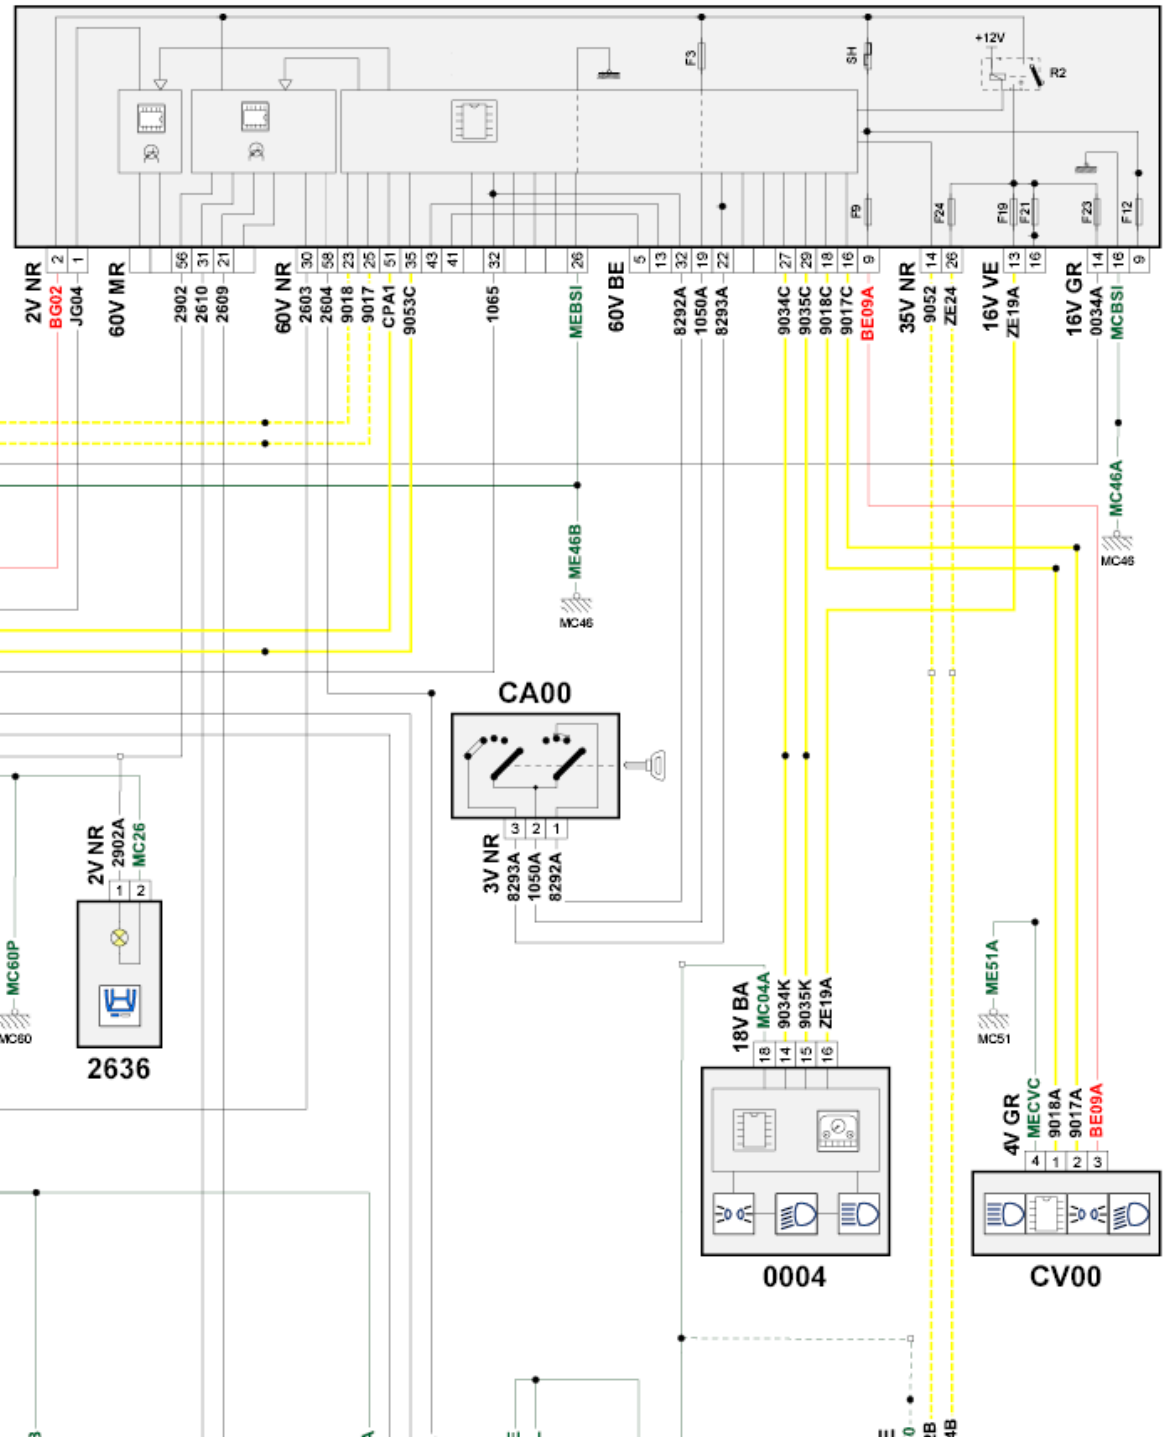 +12V
F3
SH
R2
F9
F24
F19
F21
F23
F12
2 1 56 31 21 30 58 23 25 51 35 43 41 32 26 5 13 32 19 22 27 29 18 16 9 14 26 13 16 14 16 9
2V NR
BG02
JG04
60V MR
2902
2610
2609
60V NR
2603
2604
9018
9017
CPA1
9053C
1065
MEBSI
60V BE
8292A
1050A
8293A
9034C
9035C
9018C
9017C
BE09A
35V NR
9052
ZE24
16V VE
ZE19A
16V GR
0034A
MCBSI
MC46A
MC46
ME46B
MC46
CA00
3 2 1
3V NR
8293A
1050A
8292A
2V NR
2902A
MC26
1 2
2636
MC60P
MC60
18V BA
MC04A
9034K
9035K
ZE19A
18 14 15 16
0004
ME51A
MC51
4V GR
MECVC
9018A
9017A
BE09A
4 1 2 3
CV00